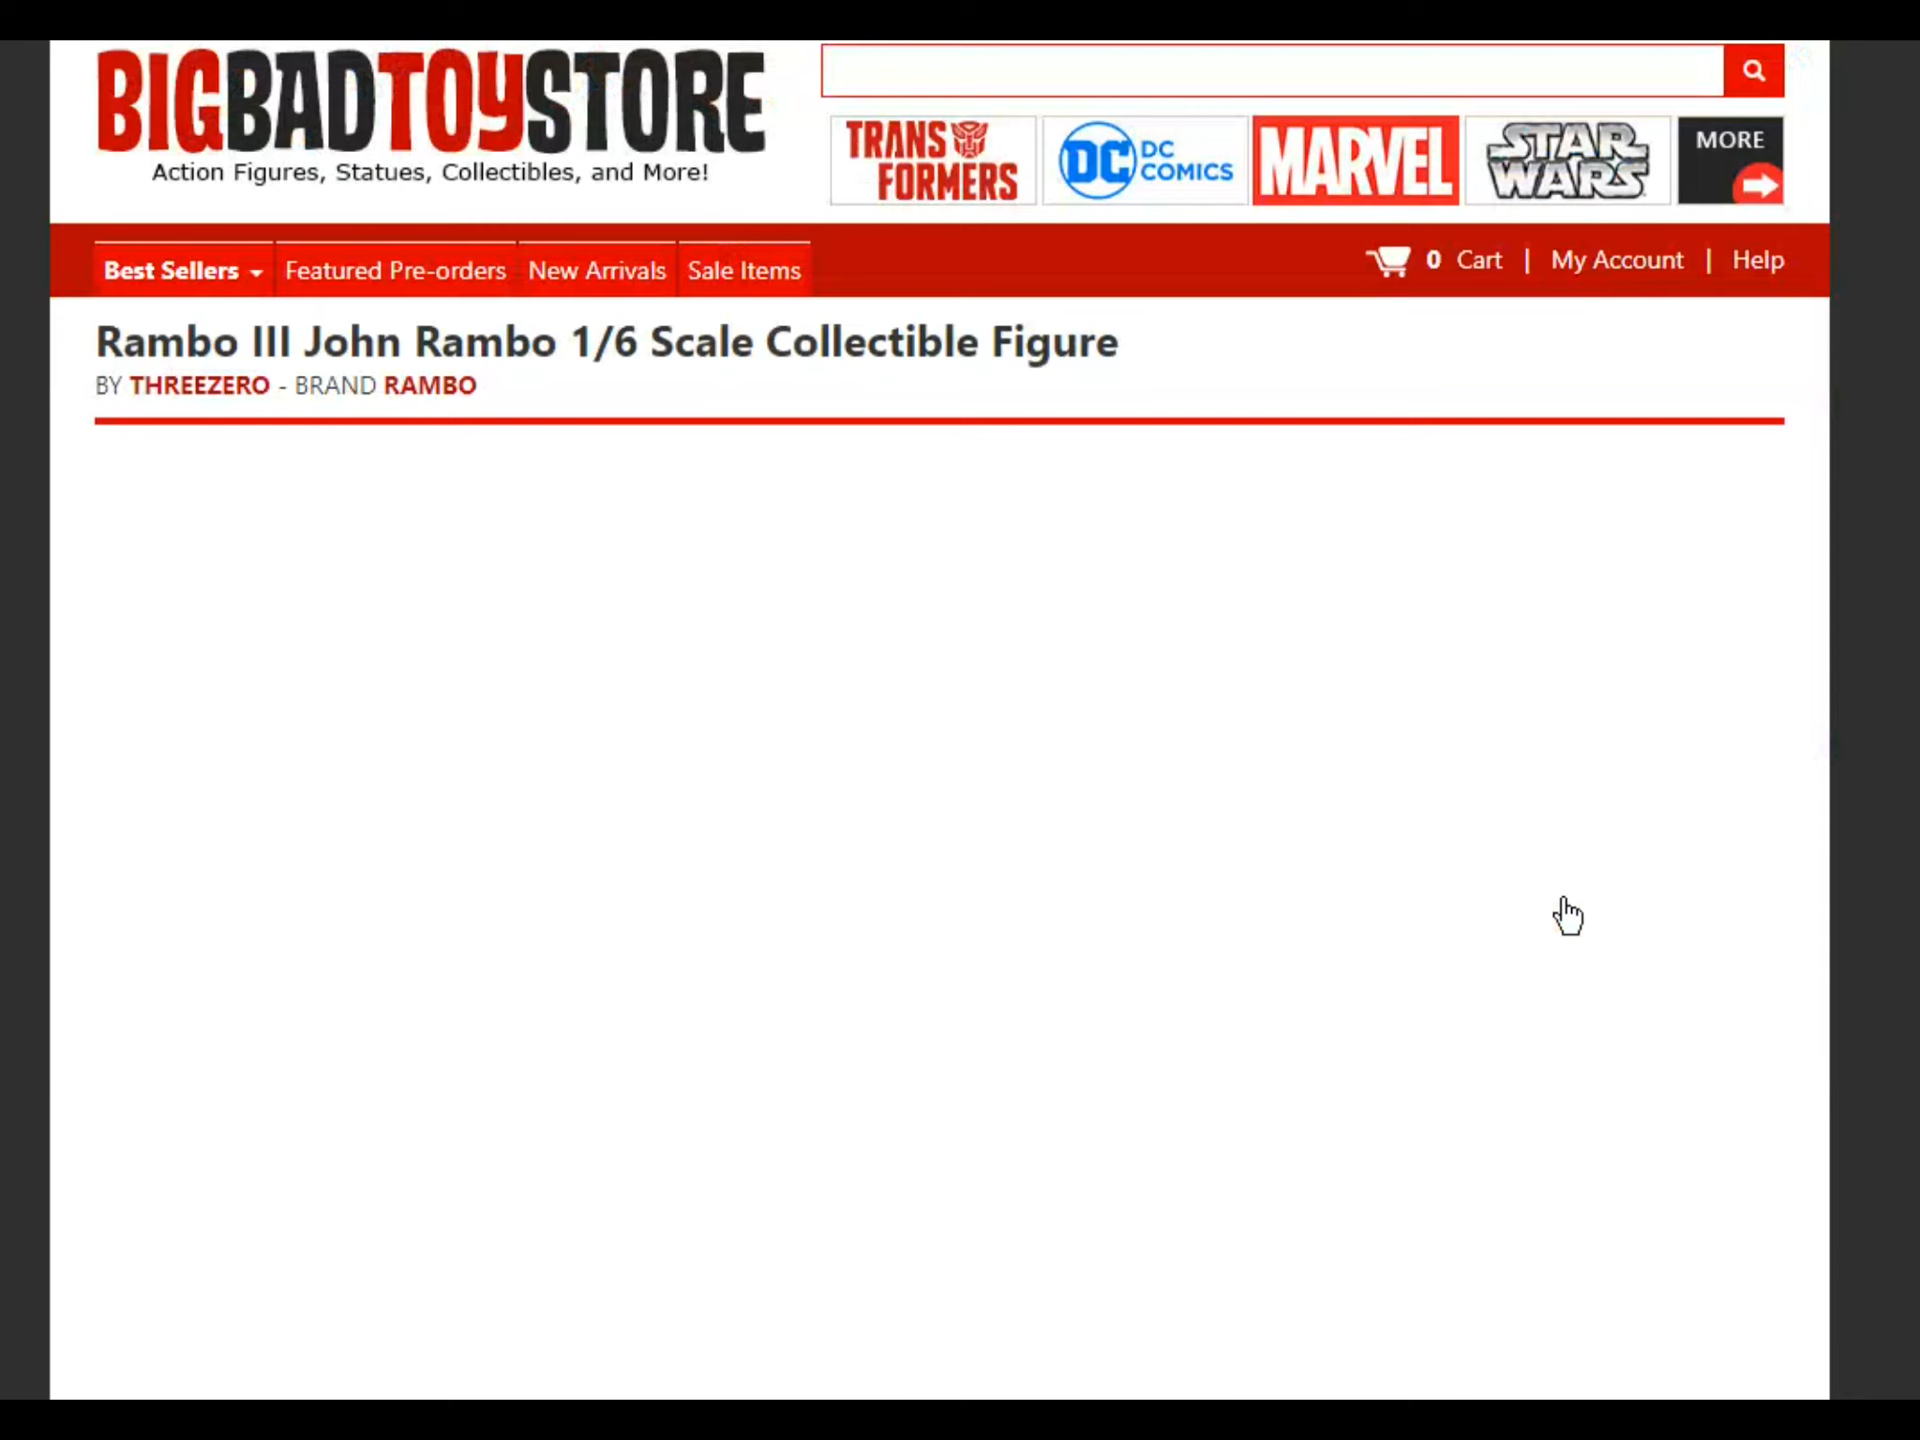 BIGBADTOYSTORE
Action Figures, Statues, Collectibles, and More!
TRANSFORMERS
DC DC COMICS
MARVEL
STAR WARS
MORE
Best Sellers
Featured Pre-orders
New Arrivals
Sale Items
0 Cart | My Account | Help
Rambo III John Rambo 1/6 Scale Collectible Figure
BY THREEZERO - BRAND RAMBO